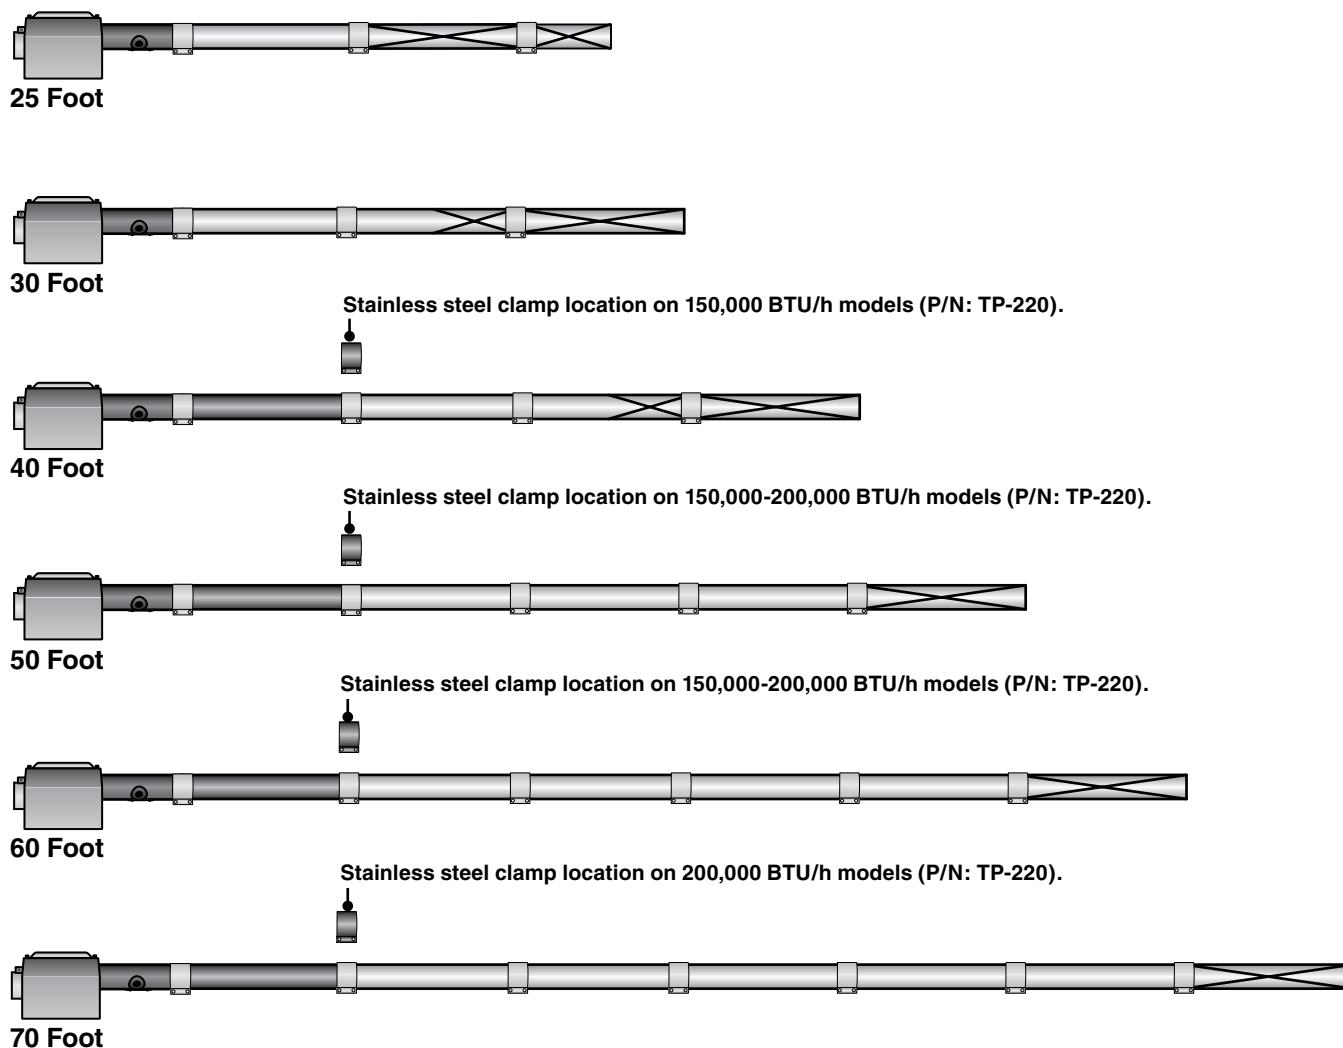 25 Foot
30 Foot
Stainless steel clamp location on 150,000 BTU/h models (P/N: TP-220).
40 Foot
Stainless steel clamp location on 150,000-200,000 BTU/h models (P/N: TP-220).
50 Foot
Stainless steel clamp location on 150,000-200,000 BTU/h models (P/N: TP-220).
60 Foot
Stainless steel clamp location on 200,000 BTU/h models (P/N: TP-220).
70 Foot